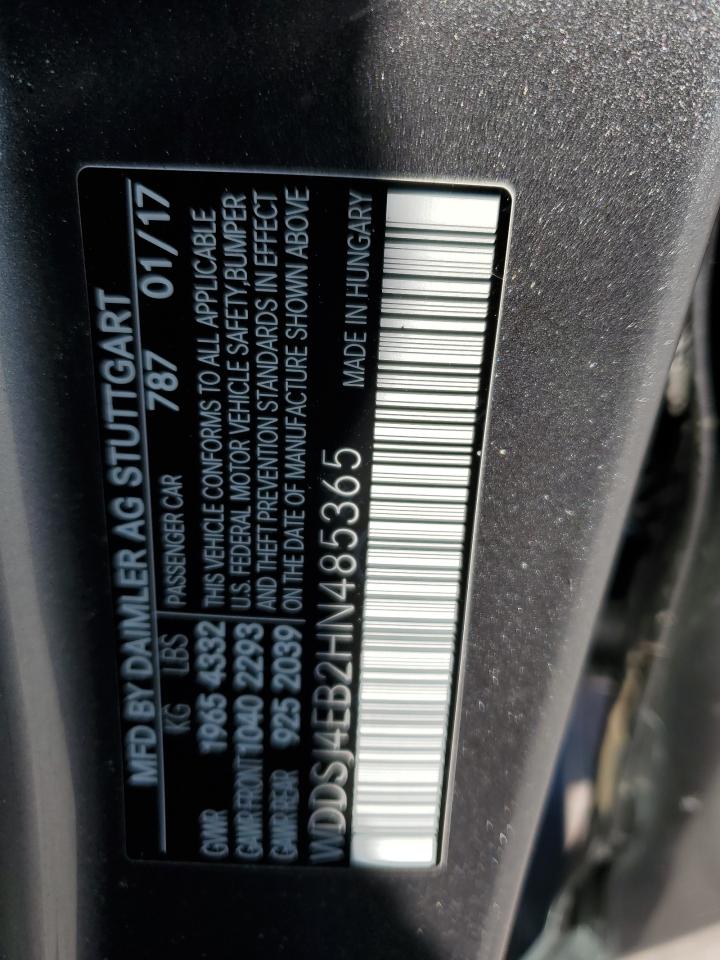 MFD BY DAIMLER AG STUTTGART
KG LBS PASSENGER CAR 787 01/17
GVWR 1965 4332 THIS VEHICLE CONFORMS TO ALL APPLICABLE
GAWR FRONT 1040 2293 U.S. FEDERAL MOTOR VEHICLE SAFETY,BUMPER
GAWR REAR 925 2039 AND THEFT PREVENTION STANDARDS IN EFFECT
ON THE DATE OF MANUFACTURE SHOWN ABOVE
WDDSJ4EB2HN485365 MADE IN HUNGARY